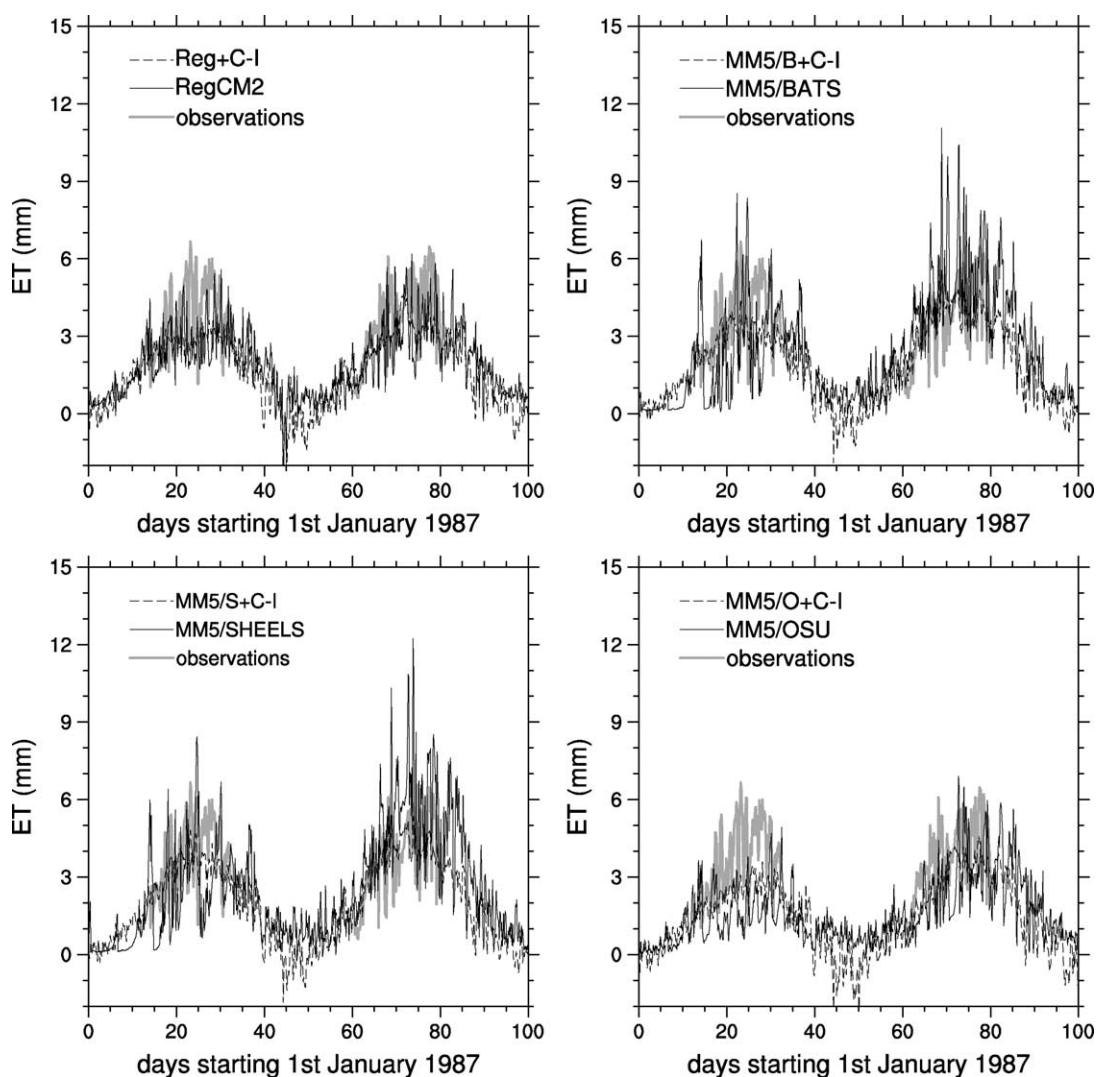 15
12
9
6
3
0
ET (mm)
Reg+C-I
RegCM2
observations
0 20 40 60 80 100
days starting 1st January 1987
15
12
9
6
3
0
ET (mm)
MM5/B+C-I
MM5/BATS
observations
0 20 40 60 80 100
days starting 1st January 1987
15
12
9
6
3
0
ET (mm)
MM5/S+C-I
MM5/SHEELS
observations
0 20 40 60 80 100
days starting 1st January 1987
15
12
9
6
3
0
ET (mm)
MM5/O+C-I
MM5/OSU
observations
0 20 40 60 80 100
days starting 1st January 1987